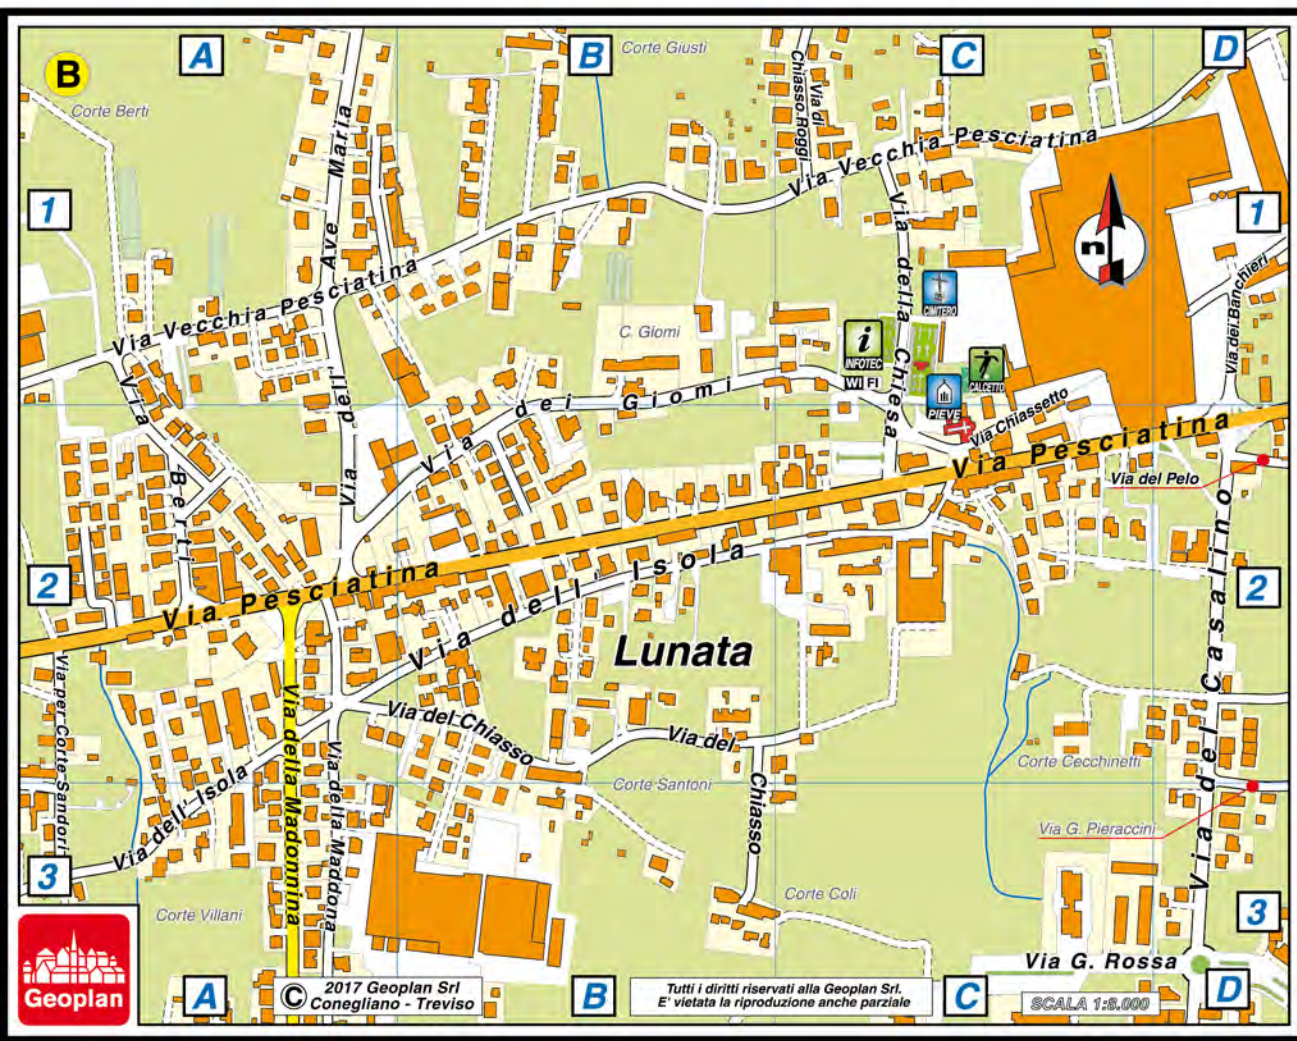 A
B
C
D
B
Corte Giusti
Corte Berti
Ave Maria
Via di
Chiasso Roggi
Via Vecchia Pesciatina
1
1
Via Vecchia Pesciatina
Via della Chiesa
n
CIMITERO
Via dei Banchieri
C. Giomi
i
INFOTEC
WI FI
CALCETTO
PIEVE
Via Ilep
Via dei Giomi
Via Chiassetto
Via Pesciatina
Via Berti
Via del Pelo
Via Pesciatina
Via dell' Isola
2
2
Lunata
Via per Corte Sandori
Via del Casalino
Via del Chiasso
Via del
Chiasso
Via della Madonnina
Via della Maddona
Via dell'Isola
Corte Santoni
Corte Cecchinetti
Via G. Pieraccini
3
3
Corte Villani
Corte Coli
Via G. Rossa
Geoplan
A
© 2017 Geoplan Srl
Conegliano - Treviso
B
Tutti i diritti riservati alla Geoplan Srl.
E' vietata la riproduzione anche parziale
C
SCALA 1:8.000
D